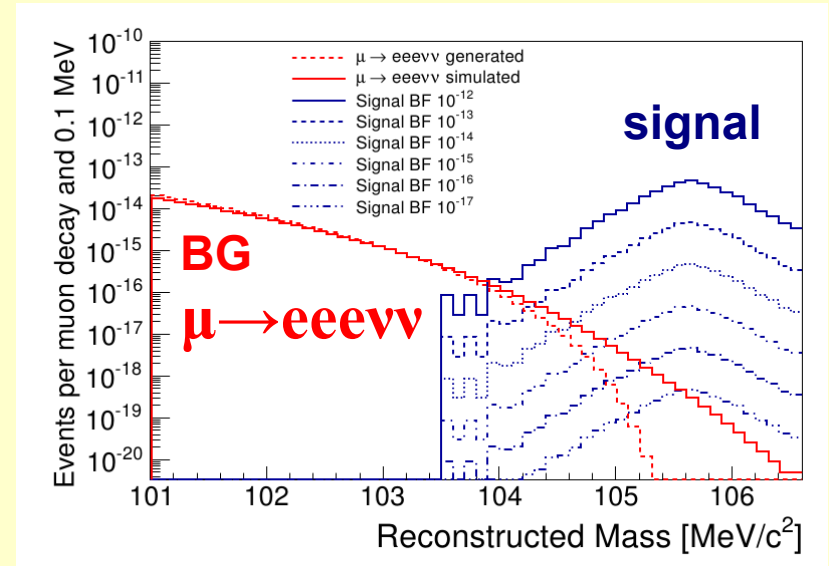 Events per muon decay and 0.1 MeV
10⁻¹⁰
10⁻¹¹
10⁻¹²
10⁻¹³
10⁻¹⁴
10⁻¹⁵
10⁻¹⁶
10⁻¹⁷
10⁻¹⁸
10⁻¹⁹
10⁻²⁰
μ → eeeνν generated
μ → eeeνν simulated
Signal BF 10⁻¹²
Signal BF 10⁻¹³
Signal BF 10⁻¹⁴
Signal BF 10⁻¹⁵
Signal BF 10⁻¹⁶
Signal BF 10⁻¹⁷
signal
BG
μ→eeeνν
101 102 103 104 105 106
Reconstructed Mass [MeV/c²]